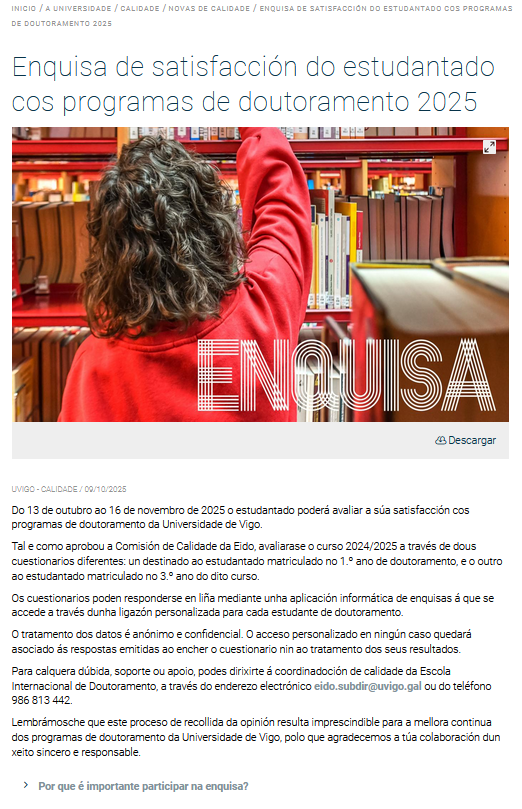 INICIO / A UNIVERSIDADE / CALIDADE / NOVAS DE CALIDADE / ENQUISA DE SATISFACCIÓN DO ESTUDANTADO COS PROGRAMAS
DE DOUTORAMENTO 2025
Enquisa de satisfacción do estudantado
cos programas de doutoramento 2025
ENQUISA
Descargar
UVIGO - CALIDADE / 09/10/2025
Do 13 de outubro ao 16 de novembro de 2025 o estudantado poderá avaliar a súa satisfacción cos
programas de doutoramento da Universidade de Vigo.
Tal e como aprobou a Comisión de Calidade da Eido, avaliarase o curso 2024/2025 a través de dous
cuestionarios diferentes: un destinado ao estudantado matriculado no 1.º ano de doutoramento, e o outro
ao estudantado matriculado no 3.º ano do dito curso.
Os cuestionarios poden responderse en liña mediante unha aplicación informática de enquisas á que se
accede a través dunha ligazón personalizada para cada estudante de doutoramento.
O tratamento dos datos é anónimo e confidencial. O acceso personalizado en ningún caso quedará
asociado ás respostas emitidas ao encher o cuestionario nin ao tratamento dos seus resultados.
Para calquera dúbida, soporte ou apoio, podes dirixirte á coordinadoción de calidade da Escola
Internacional de Doutoramento, a través do enderezo electrónico eido.subdir@uvigo.gal ou do teléfono
986 813 442.
Lembrámosche que este proceso de recollida da opinión resulta imprescindible para a mellora continua
dos programas de doutoramento da Universidade de Vigo, polo que agradecemos a túa colaboración dun
xeito sincero e responsable.
Por que é importante participar na enquisa?